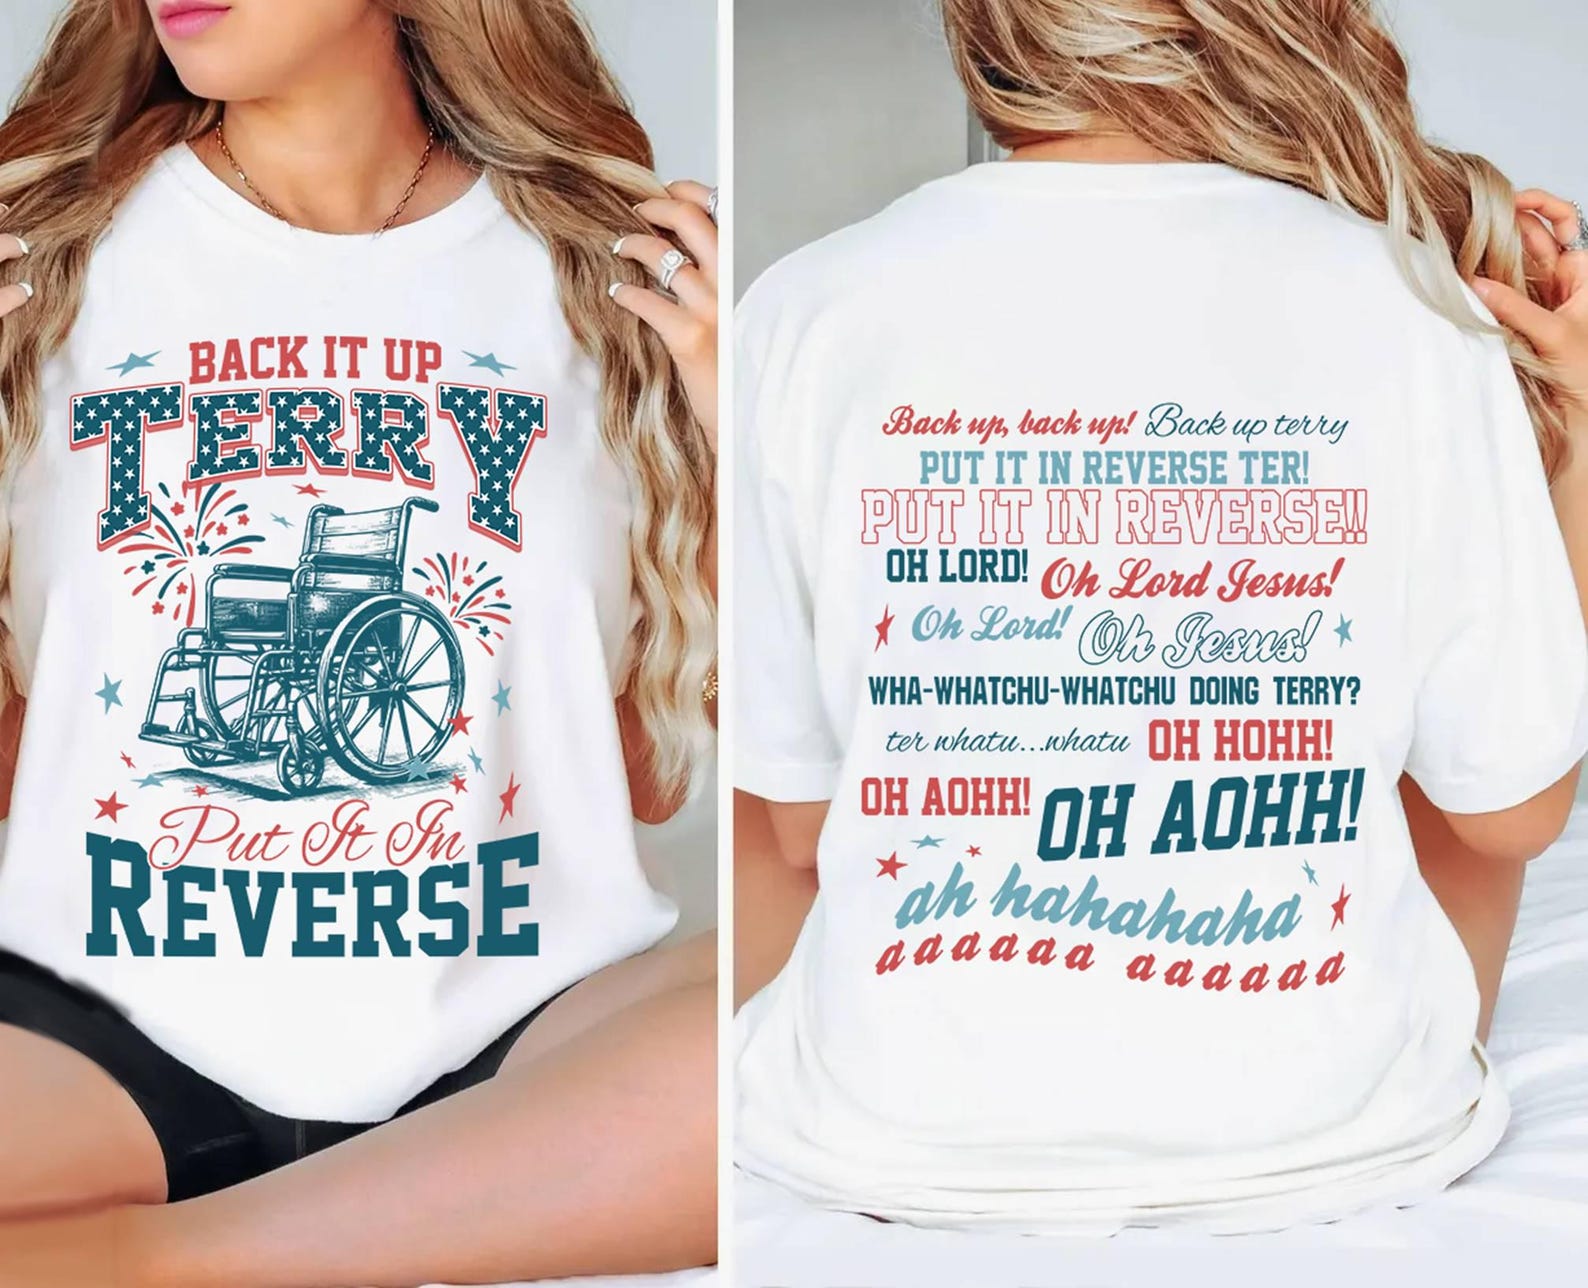 BACK IT UP
TERRY
Put It In
REVERSE
Back up, back up! Back up terry
PUT IT IN REVERSE TER!
PUT IT IN REVERSE!!
OH LORD! Oh Lord Jesus!
Oh Lord! Oh Jesus!
WHA-WHATCHU-WHATCHU DOING TERRY?
ter whatu...whatu OH HOHH!
OH AOHH! OH AOHH!
ah hahahahaha
aaaaaa aaaaaa